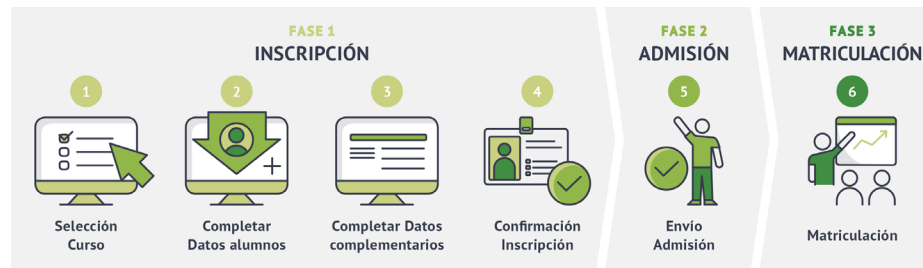 FASE 1
INSCRIPCIÓN
1
2
3
4
Selección
Curso
Completar
Datos alumnos
Completar Datos
complementarios
Confirmación
Inscripción
FASE 2
ADMISIÓN
5
Envío
Admisión
FASE 3
MATRICULACIÓN
6
Matriculación